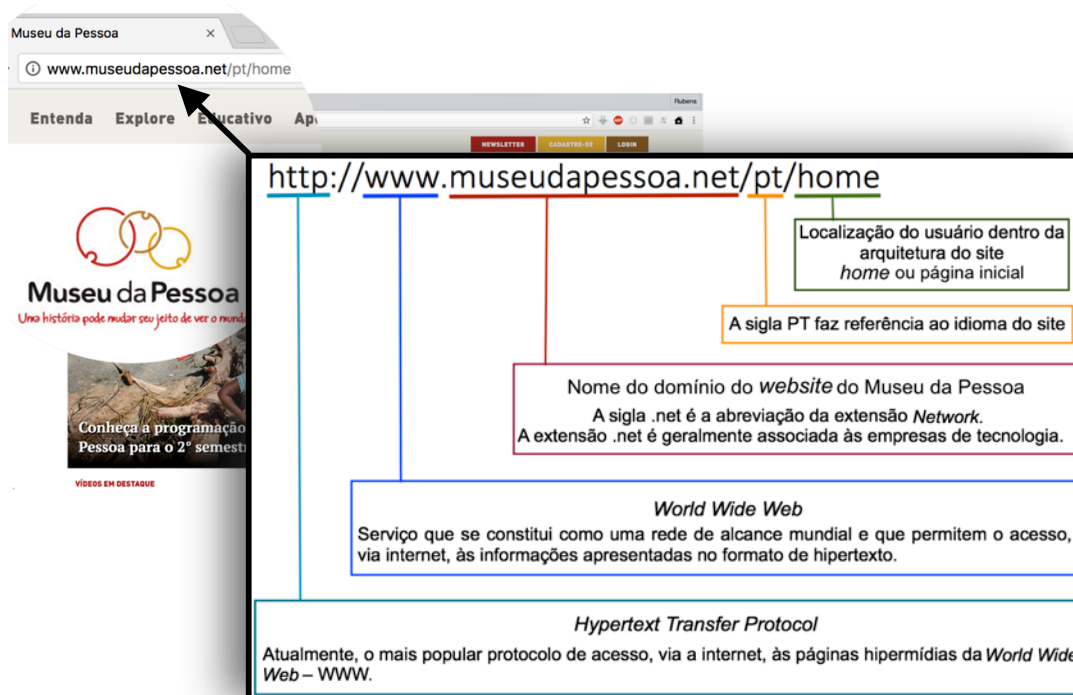 Museu da Pessoa
www.museudapessoa.net/pt/home
Entenda Explore Educativo Ap
Rubens
NEWSLETTER CADASTRE-SE LOGIN
Museu da Pessoa
Uma história pode mudar seu jeito de ver o mundo
Conheça a programação
Pessoa para o 2° semest
VÍDEOS EM DESTAQUE
http://www.museudapessoa.net/pt/home
Localização do usuário dentro da
arquitetura do site
home ou página inicial
A sigla PT faz referência ao idioma do site
Nome do domínio do website do Museu da Pessoa
A sigla .net é a abreviação da extensão Network.
A extensão .net é geralmente associada às empresas de tecnologia.
World Wide Web
Serviço que se constitui como uma rede de alcance mundial e que permitem o acesso,
via internet, às informações apresentadas no formato de hipertexto.
Hypertext Transfer Protocol
Atualmente, o mais popular protocolo de acesso, via a internet, às páginas hipermídias da World Wide
Web – WWW.